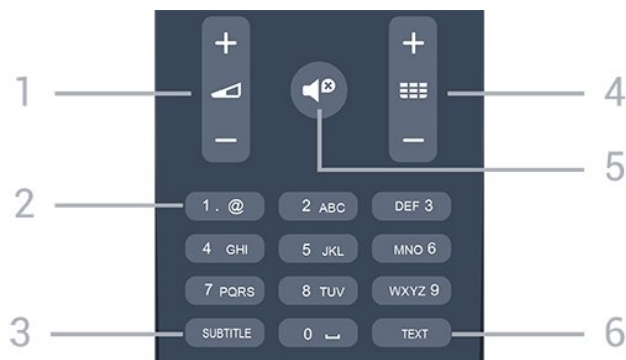 + +
1 4
- -
5
2 1 . @ 2 ABC DEF 3
4 GHI 5 JKL MNO 6
7 PQRS 8 TUV WXYZ 9
3 SUBTITLE 0 ⎵ TEXT 6